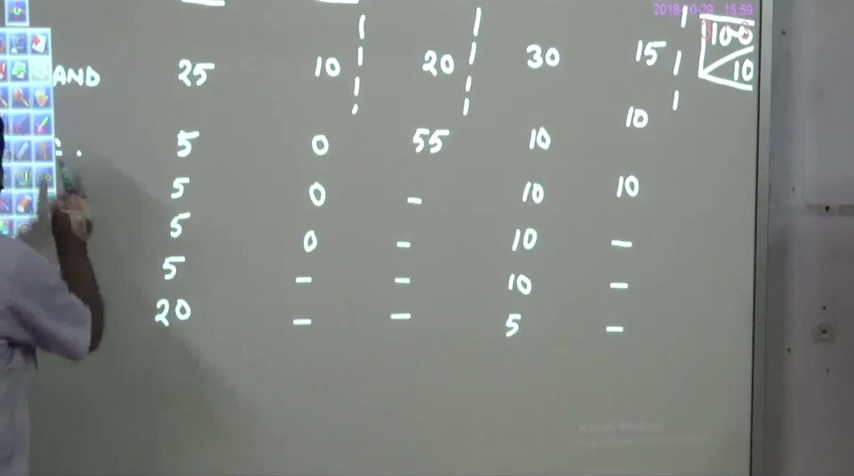 2018-10-29 15:59
100
10
AND 25 10 20 30 15
10
5 0 55 10
5 0 - 10 10
5 0 - 10 -
5 - - 10 -
20 - - 5 -